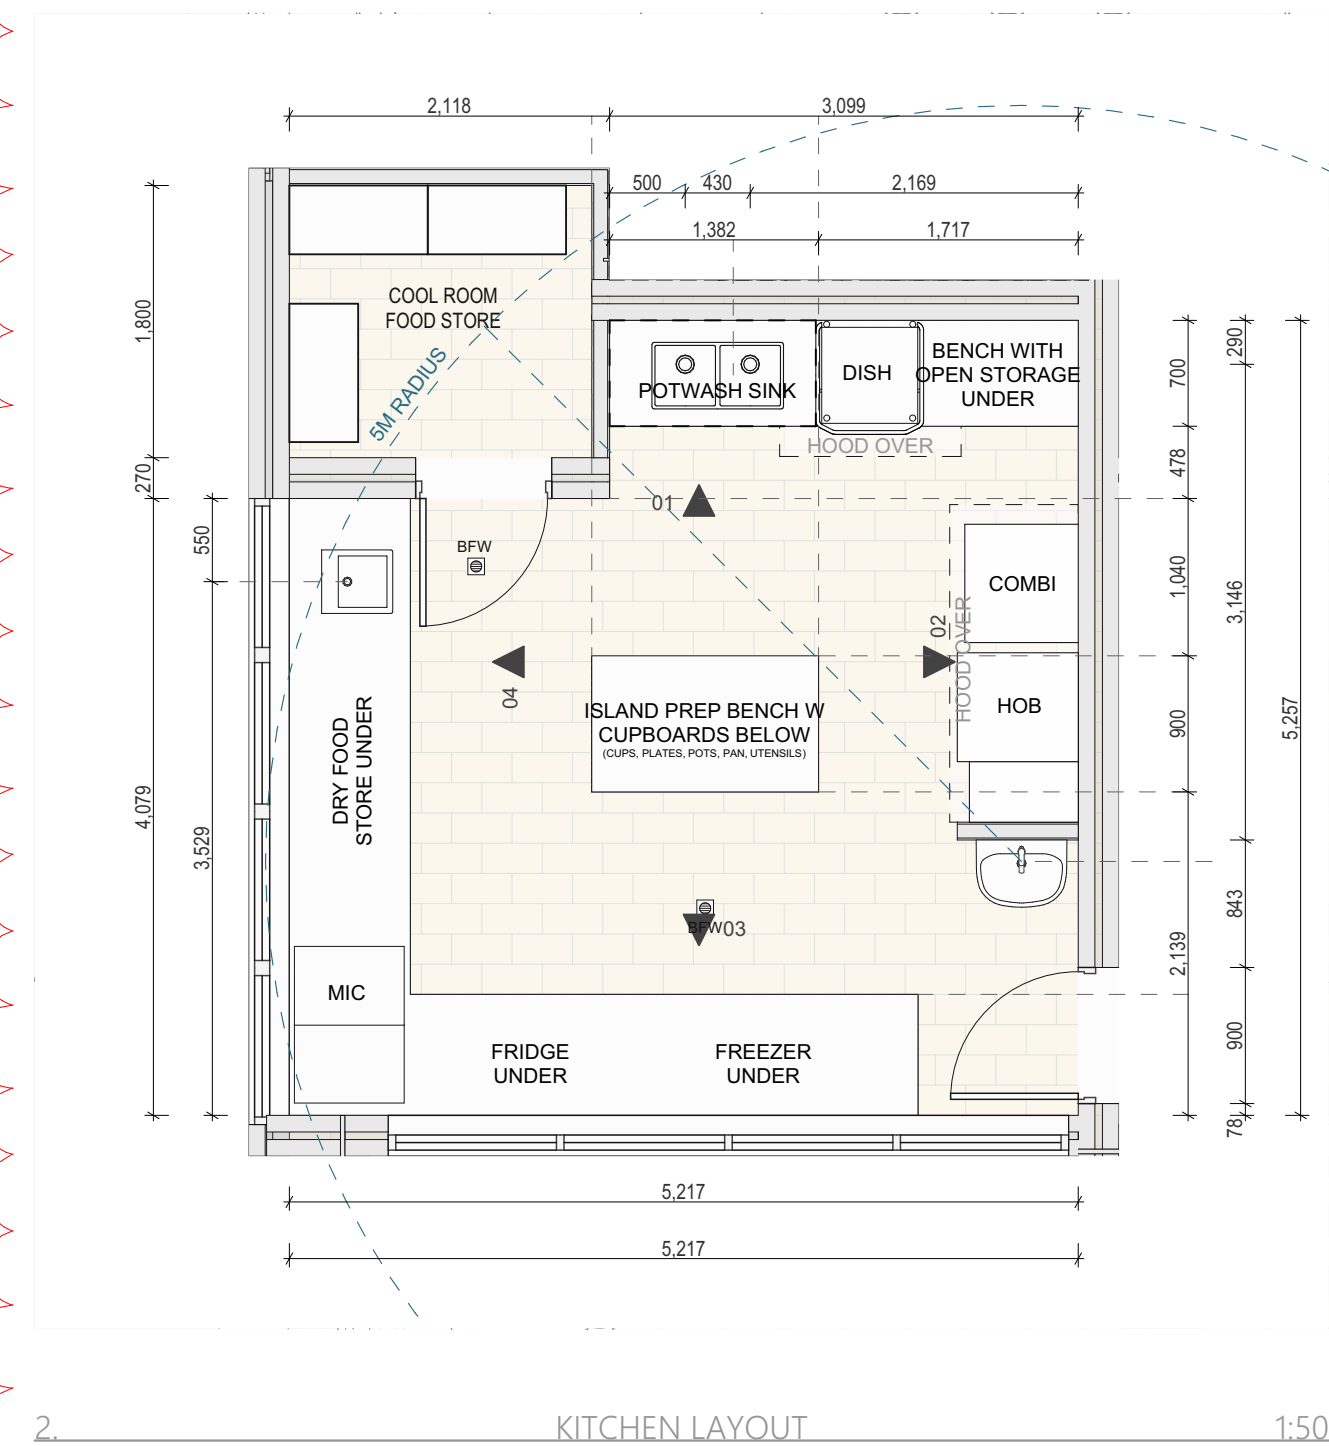 2,118
3,099
500
430
2,169
1,382
1,717
COOL ROOM
FOOD STORE
5M RADIUS
1,800
270
550
4,079
3,529
POTWASH SINK
DISH
BENCH WITH
OPEN STORAGE
UNDER
HOOD OVER
290
700
478
01
BFW
COMBI
1,040
3,146
02
HOOD OVER
04
HOB
900
5,257
ISLAND PREP BENCH W
CUPBOARDS BELOW
(CUPS, PLATES, POTS, PAN, UTENSILS)
DRY FOOD
STORE UNDER
843
BFW
03
2,139
MIC
FRIDGE
UNDER
FREEZER
UNDER
900
78
5,217
5,217
2.
KITCHEN LAYOUT
1:50